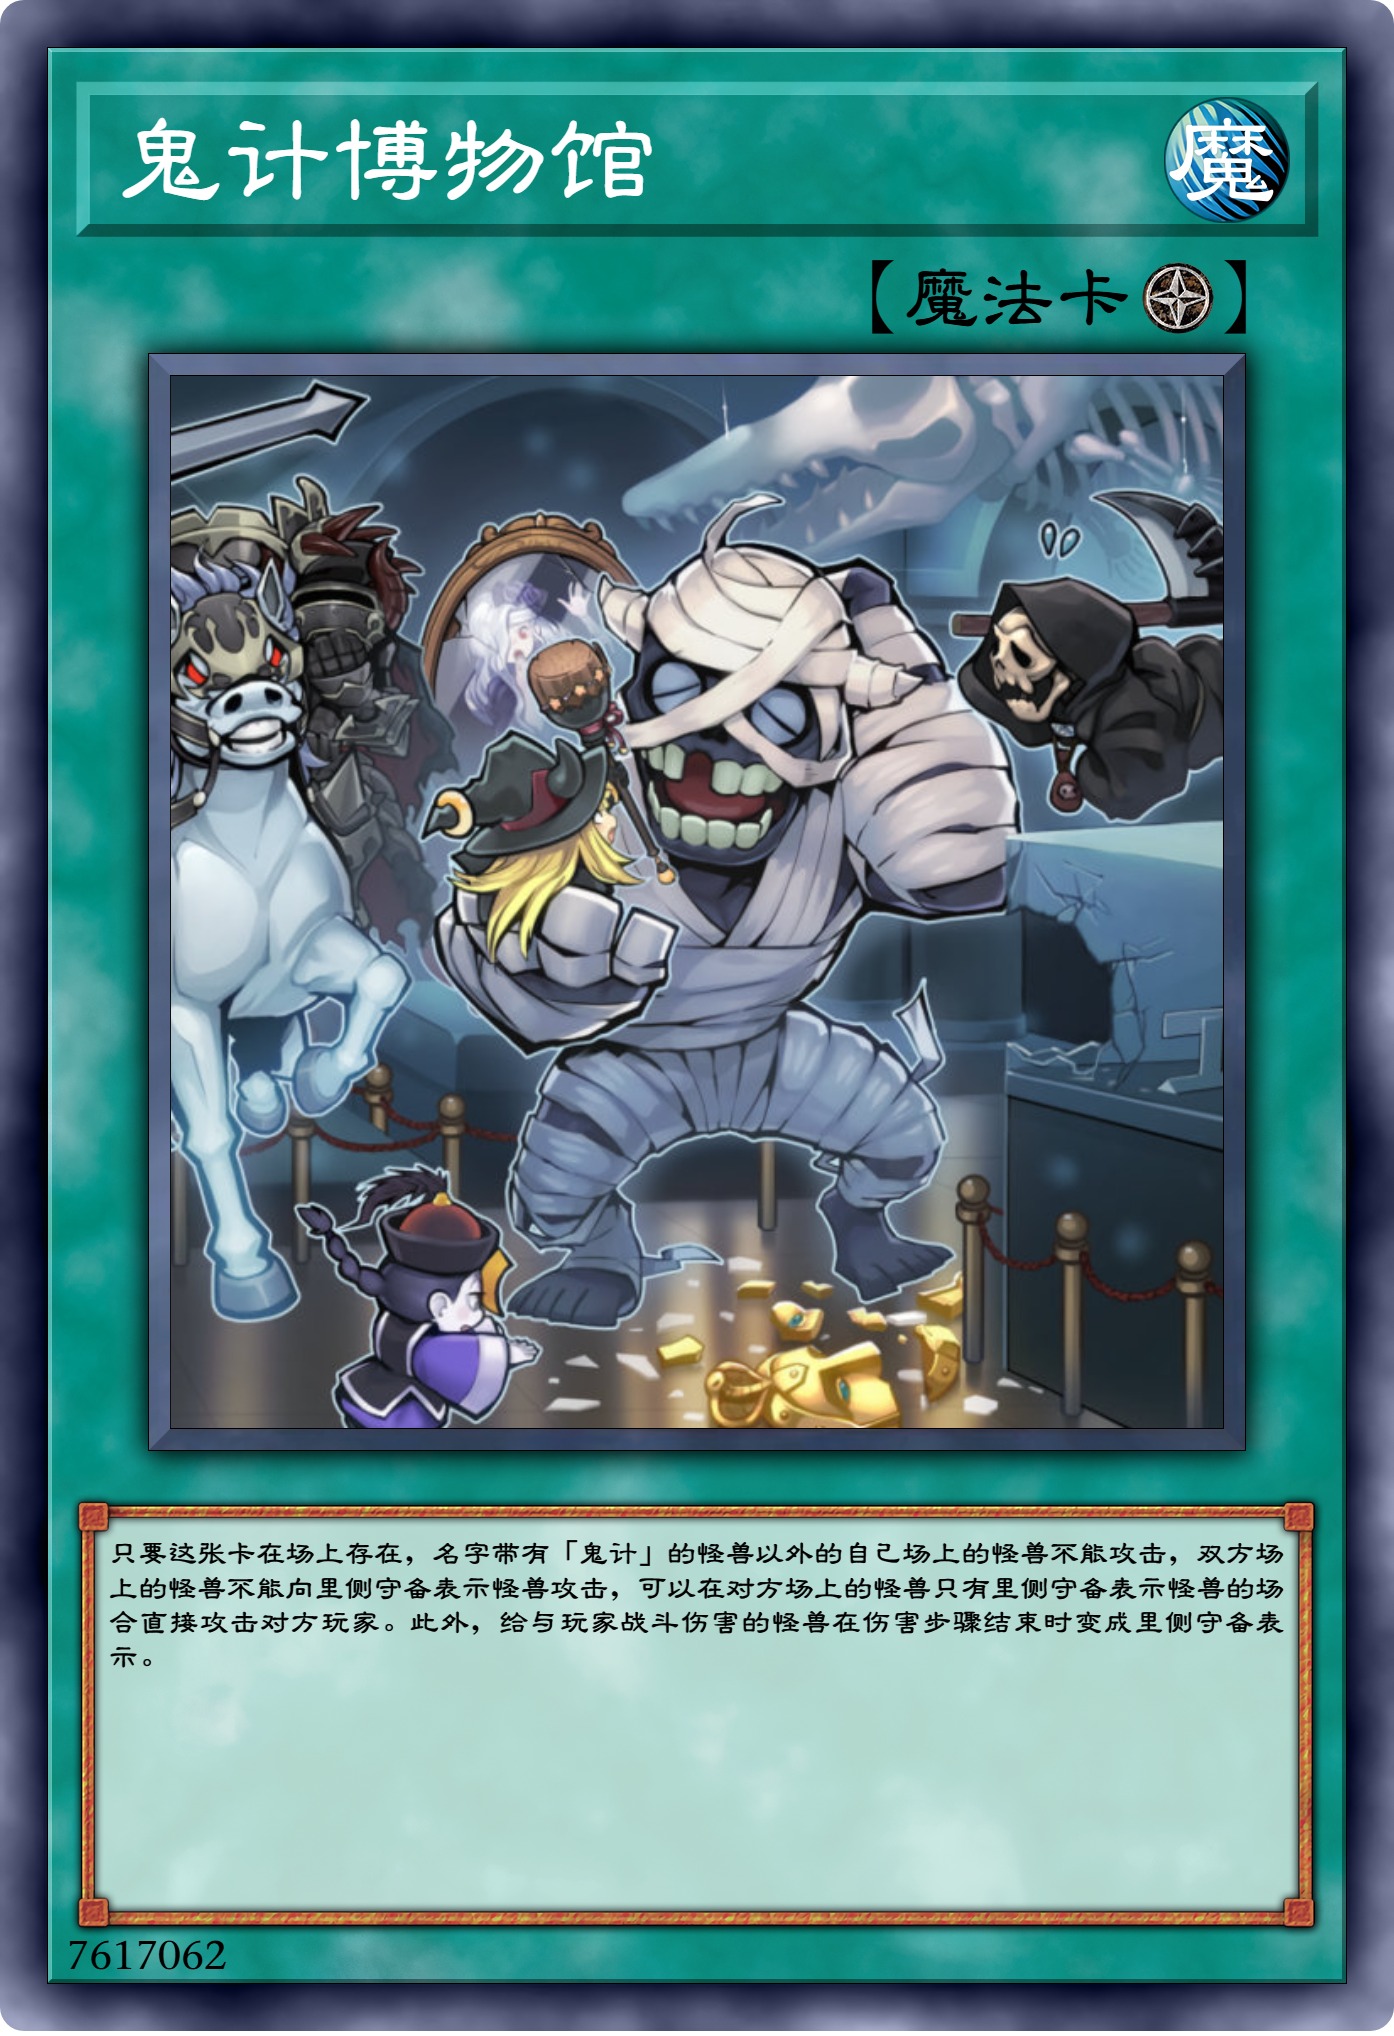 鬼计博物馆
魔
【魔法卡】
只要这张卡在场上存在，名字带有「鬼计」的怪兽以外的自己场上的怪兽不能攻击，双方场
上的怪兽不能向里侧守备表示怪兽攻击，可以在对方场上的怪兽只有里侧守备表示怪兽的场
合直接攻击对方玩家。此外，给与玩家战斗伤害的怪兽在伤害步骤结束时变成里侧守备表
示。
7617062